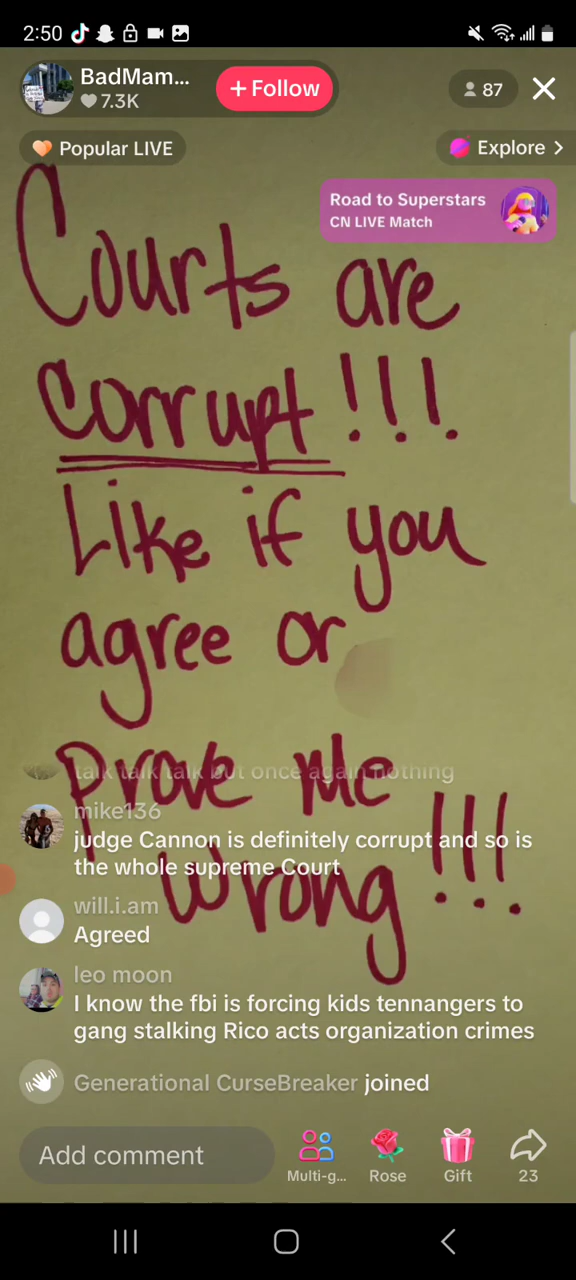 2:50
BadMam...
7.3K
+ Follow
87
Popular LIVE
Explore >
Road to Superstars
CN LIVE Match
Courts are
Corrupt!!!
Like if you
agree or
Prove Me
Wrong!!!
talk talk talk but once again nothing
mike136
judge Cannon is definitely corrupt and so is
the whole supreme Court
will.i.am
Agreed
leo moon
I know the fbi is forcing kids tennangers to
gang stalking Rico acts organization crimes
Generational CurseBreaker joined
Add comment
Multi-g...
Rose
Gift
23